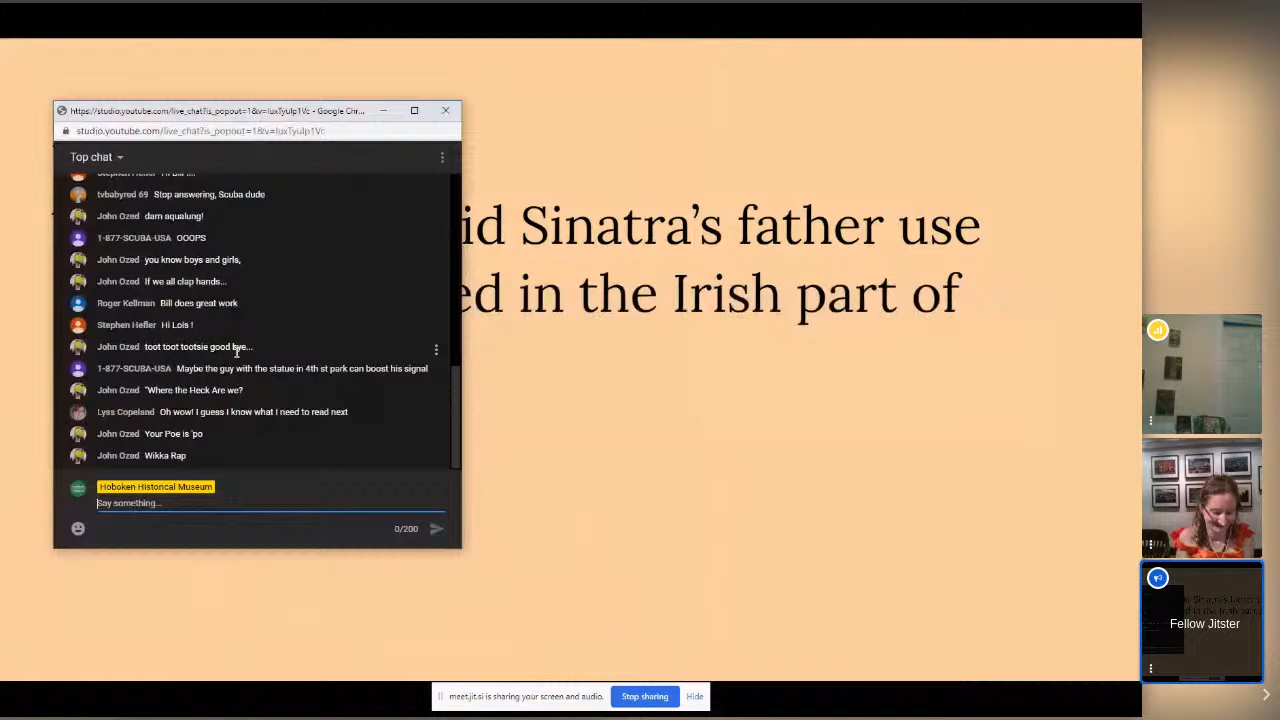 https://studio.youtube.com/live_chat?is_popout=1&v=IuxTyuIp1Vc - Google Chr...
studio.youtube.com/live_chat?is_popout=1&v=IuxTyuIp1Vc
Top chat
tvbabyred 69 Stop answering, Scuba dude
John Ozed darn aqualung!
1-877-SCUBA-USA OOOPS
John Ozed you know boys and girls,
John Ozed If we all clap hands...
Roger Kellman Bill does great work
Stephen Hefler Hi Lois !
John Ozed toot toot tootsie good bye...
1-877-SCUBA-USA Maybe the guy with the statue in 4th st park can boost his signal
John Ozed "Where the Heck Are we?
Lyss Copeland Oh wow! I guess I know what I need to read next
John Ozed Your Poe is 'po
John Ozed Wikka Rap
Hoboken Historical Museum
Say something...
0/200
id Sinatra's father use
ed in the Irish part of
Fellow Jitster
meet.jit.si is sharing your screen and audio.
Stop sharing
Hide